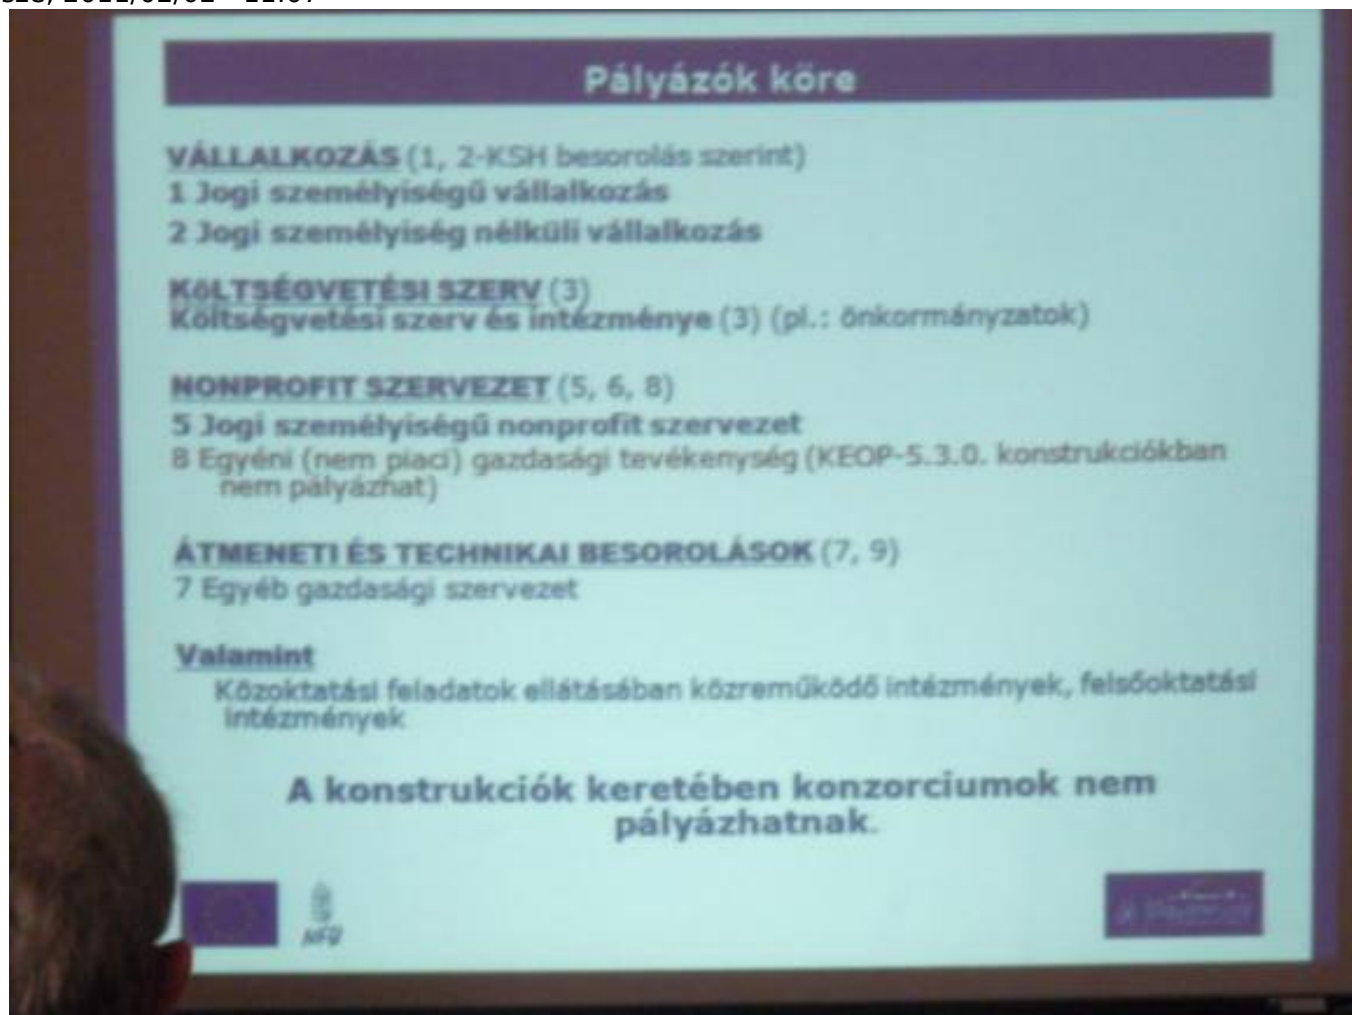 Pályázók köre
VÁLLALKOZÁS (1, 2-KSH besorolás szerint)
1 Jogi személyiségű vállalkozás
2 Jogi személyiség nélküli vállalkozás
KÖLTSÉGVETÉSI SZERV (3)
Költségvetési szerv és intézménye (3) (pl.: önkormányzatok)
NONPROFIT SZERVEZET (5, 6, 8)
5 Jogi személyiségű nonprofit szervezet
8 Egyéni (nem piaci) gazdasági tevékenység (KEOP-5.3.0. konstrukciókban
nem pályázhat)
ÁTMENETI ÉS TECHNIKAI BESOROLÁSOK (7, 9)
7 Egyéb gazdasági szervezet
Valamint
Közoktatási feladatok ellátásában közreműködő intézmények, felsőoktatási
intézmények
A konstrukciók keretében konzorciumok nem
pályázhatnak.
NFÜ